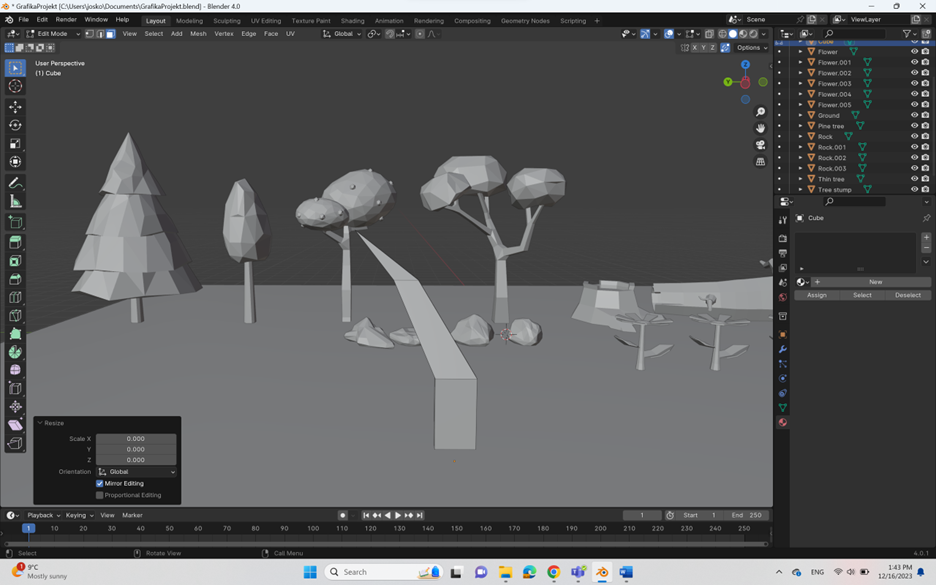 * GrafikaProjekt [C:\Users\josko\GrafikaProjekt.blend] - Blender 4.0
File Edit Render Window Help Layout Modeling Sculpting UV Editing Texture Paint Shading Animation Rendering Compositing Geometry Nodes Scripting + Scene ViewLayer
Edit Mode View Select Add Mesh Vertex Edge Face UV Global
X Y Z Options
User Perspective
(1) Cube
Z
Y
Cube
Flower
Flower.001
Flower.002
Flower.003
Flower.004
Flower.005
Ground
Pine tree
Rock
Rock.001
Rock.002
Rock.003
Thin tree
Tree stump
Cube
+ New
Assign Select Deselect
Resize
Scale X 0.000
Y 0.000
Z 0.000
Orientation Global
Mirror Editing
Proportional Editing
Playback Keying View Marker 1 Start 1 End 250
1 10 20 30 40 50 60 70 80 90 100 110 120 130 140 150 160 170 180 190 200 210 220 230 240 250
Select Rotate View Call Menu 4.0.1
1
9°C
Mostly sunny
Search
ENG
1:43 PM
12/16/2023